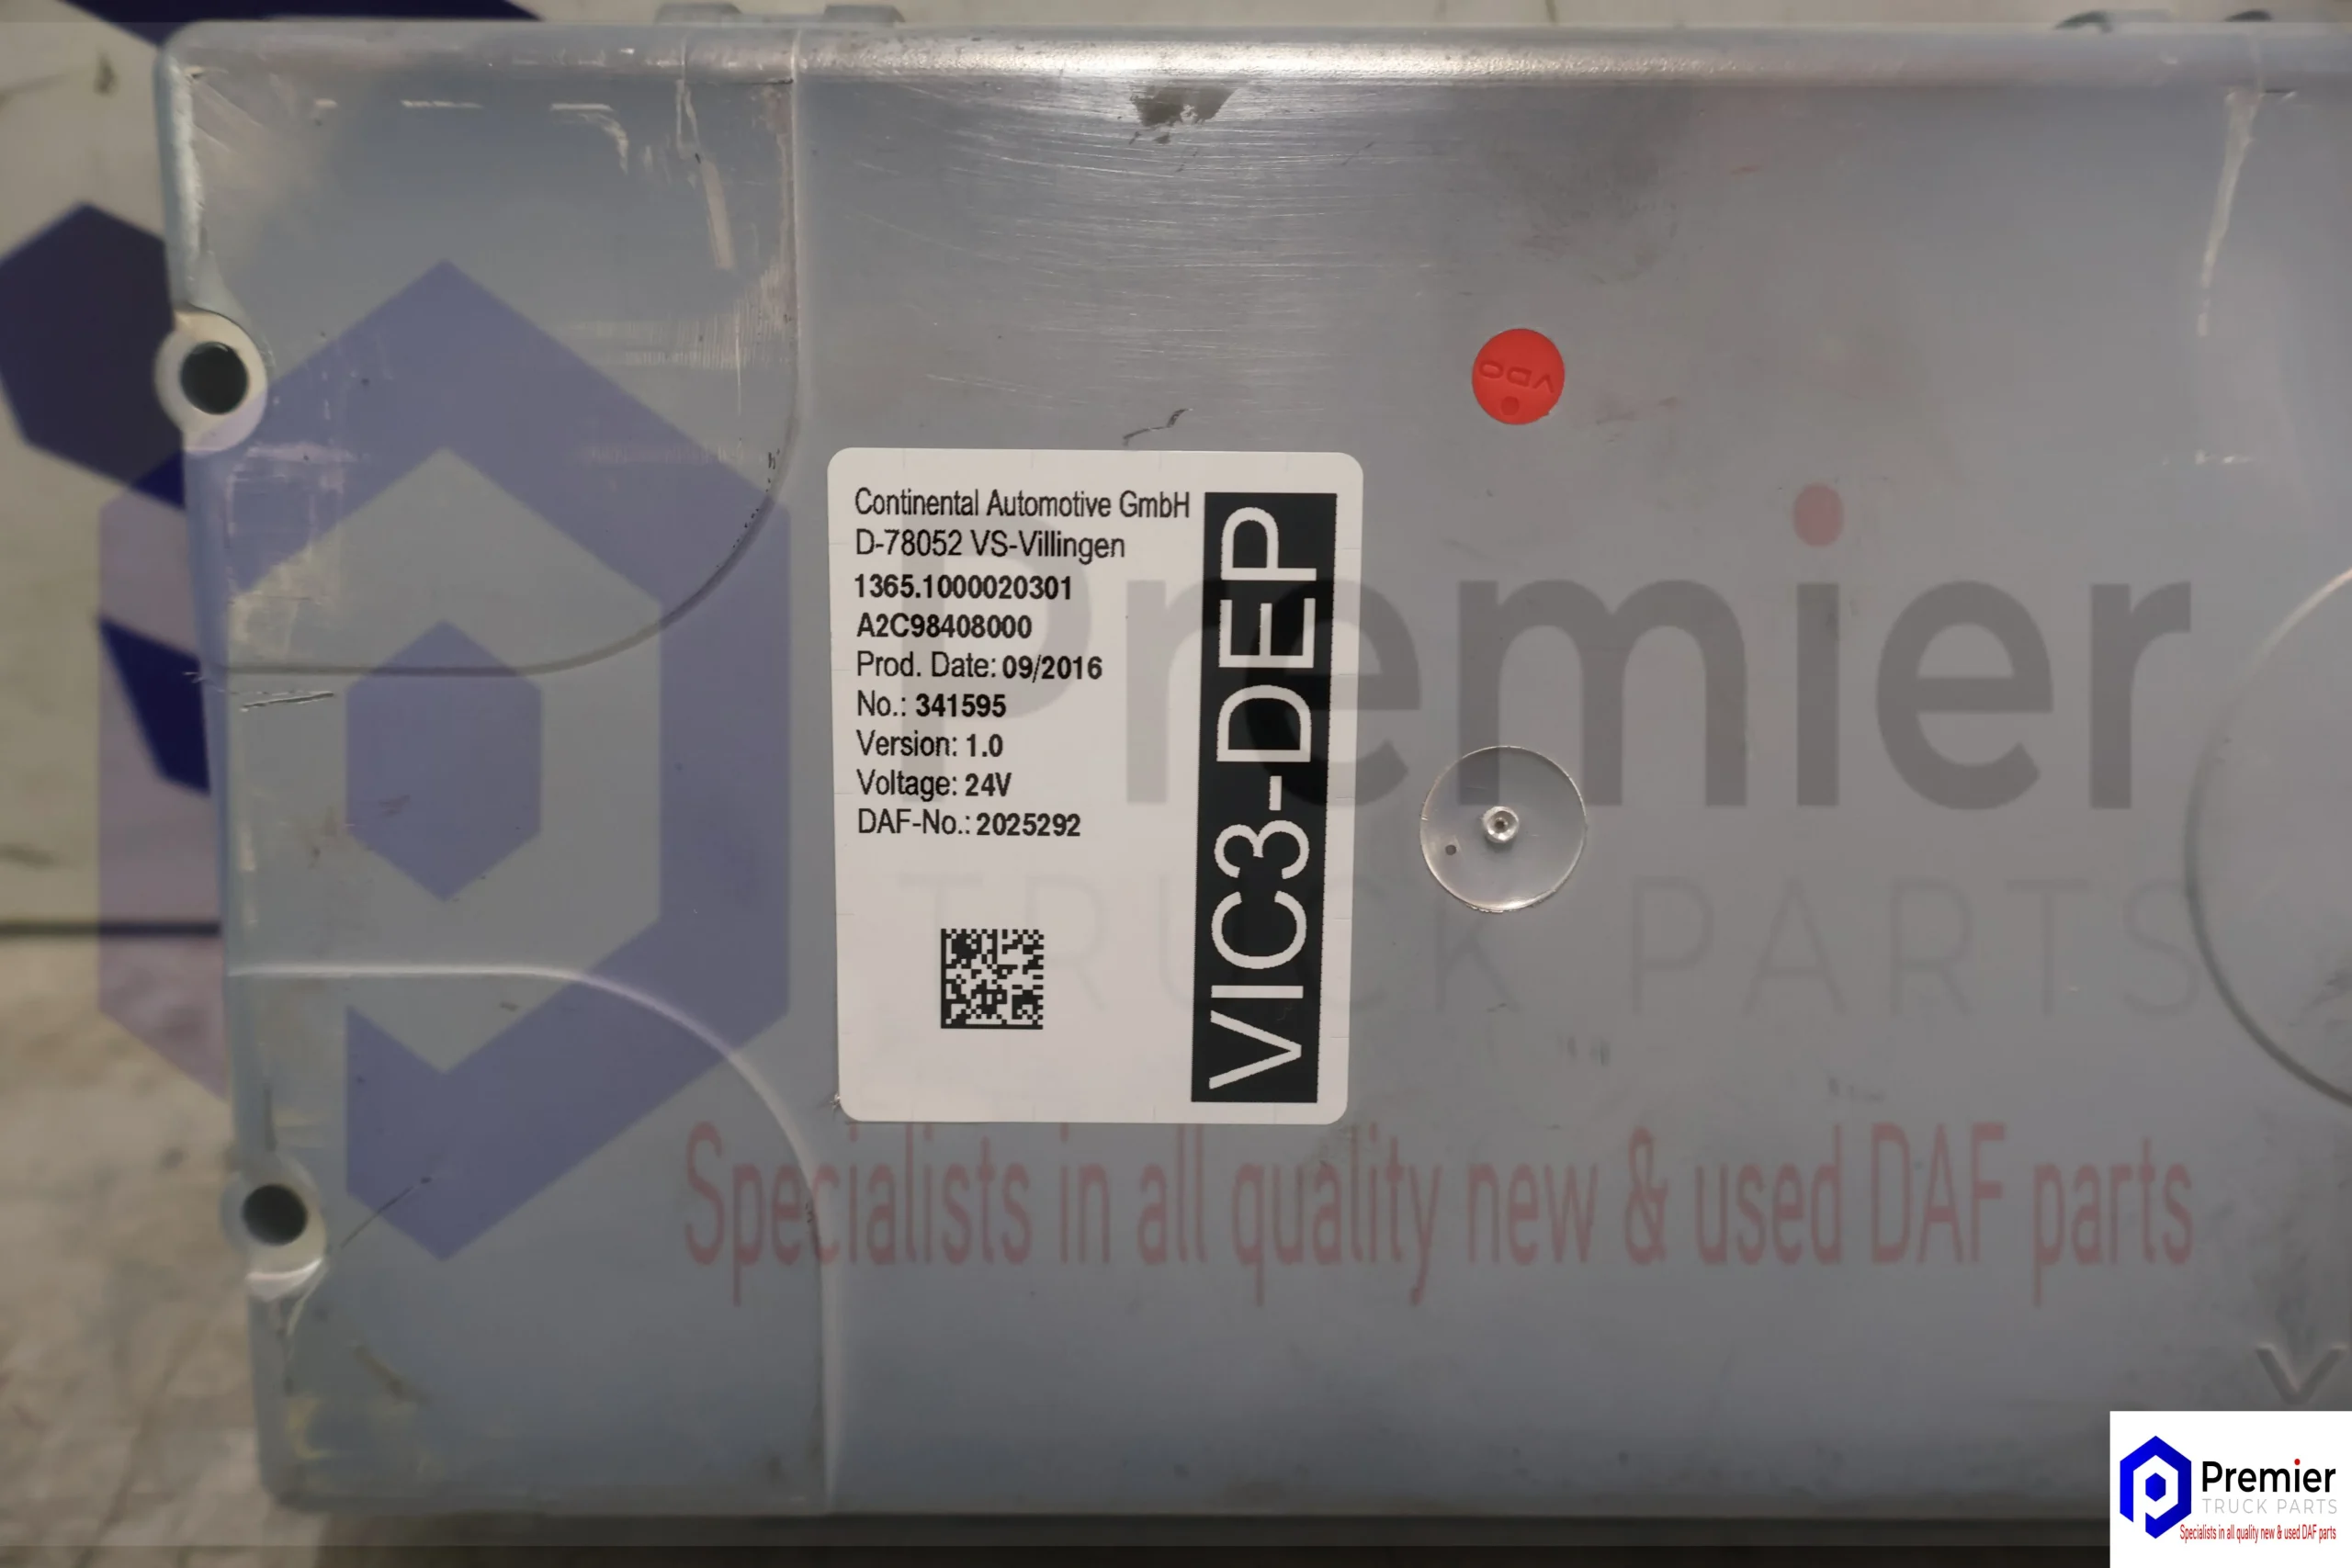 VDO
Continental Automotive GmbH
D-78052 VS-Villingen
1365.1000020301
A2C98408000
Prod. Date: 09/2016
No.: 341595
Version: 1.0
Voltage: 24V
DAF-No.: 2025292
VIC3-DEP
Premier
TRUCK PARTS
Specialists in all quality new & used DAF parts
Premier
TRUCK PARTS
Specialists in all quality new & used DAF parts